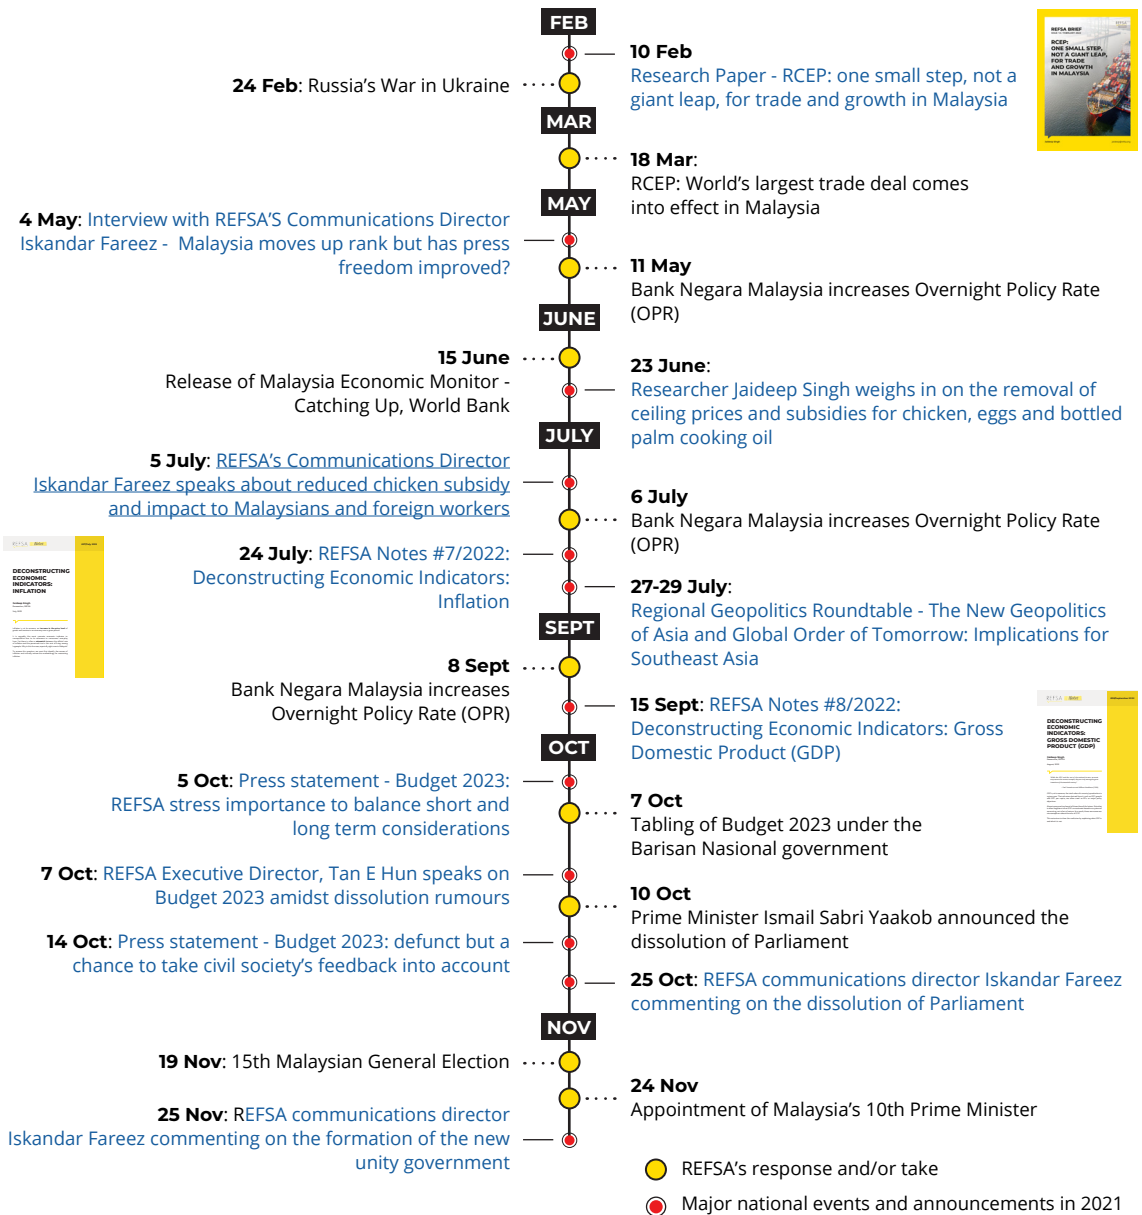 FEB
10 Feb
Research Paper - RCEP: one small step, not a
giant leap, for trade and growth in Malaysia
REFSA BRIEF
RCEP:
ONE SMALL STEP,
NOT A GIANT LEAP,
FOR TRADE
AND GROWTH
IN MALAYSIA
24 Feb: Russia’s War in Ukraine
MAR
18 Mar:
RCEP: World’s largest trade deal comes
into effect in Malaysia
MAY
4 May: Interview with REFSA’S Communications Director
Iskandar Fareez - Malaysia moves up rank but has press
freedom improved?
11 May
Bank Negara Malaysia increases Overnight Policy Rate
(OPR)
JUNE
15 June
Release of Malaysia Economic Monitor -
Catching Up, World Bank
23 June:
Researcher Jaideep Singh weighs in on the removal of
ceiling prices and subsidies for chicken, eggs and bottled
palm cooking oil
JULY
5 July: REFSA’s Communications Director
Iskandar Fareez speaks about reduced chicken subsidy
and impact to Malaysians and foreign workers
6 July
Bank Negara Malaysia increases Overnight Policy Rate
(OPR)
24 July: REFSA Notes #7/2022:
Deconstructing Economic Indicators:
Inflation
REFSA
DECONSTRUCTING
ECONOMIC
INDICATORS:
INFLATION
27-29 July:
Regional Geopolitics Roundtable - The New Geopolitics
of Asia and Global Order of Tomorrow: Implications for
Southeast Asia
SEPT
8 Sept
Bank Negara Malaysia increases
Overnight Policy Rate (OPR)
15 Sept: REFSA Notes #8/2022:
Deconstructing Economic Indicators: Gross
Domestic Product (GDP)
REFSA
DECONSTRUCTING
ECONOMIC
INDICATORS:
GROSS DOMESTIC
PRODUCT (GDP)
OCT
5 Oct: Press statement - Budget 2023:
REFSA stress importance to balance short and
long term considerations
7 Oct
Tabling of Budget 2023 under the
Barisan Nasional government
7 Oct: REFSA Executive Director, Tan E Hun speaks on
Budget 2023 amidst dissolution rumours
10 Oct
Prime Minister Ismail Sabri Yaakob announced the
dissolution of Parliament
14 Oct: Press statement - Budget 2023: defunct but a
chance to take civil society’s feedback into account
25 Oct: REFSA communications director Iskandar Fareez
commenting on the dissolution of Parliament
NOV
19 Nov: 15th Malaysian General Election
24 Nov
Appointment of Malaysia’s 10th Prime Minister
25 Nov: REFSA communications director
Iskandar Fareez commenting on the formation of the new
unity government
REFSA’s response and/or take
Major national events and announcements in 2021